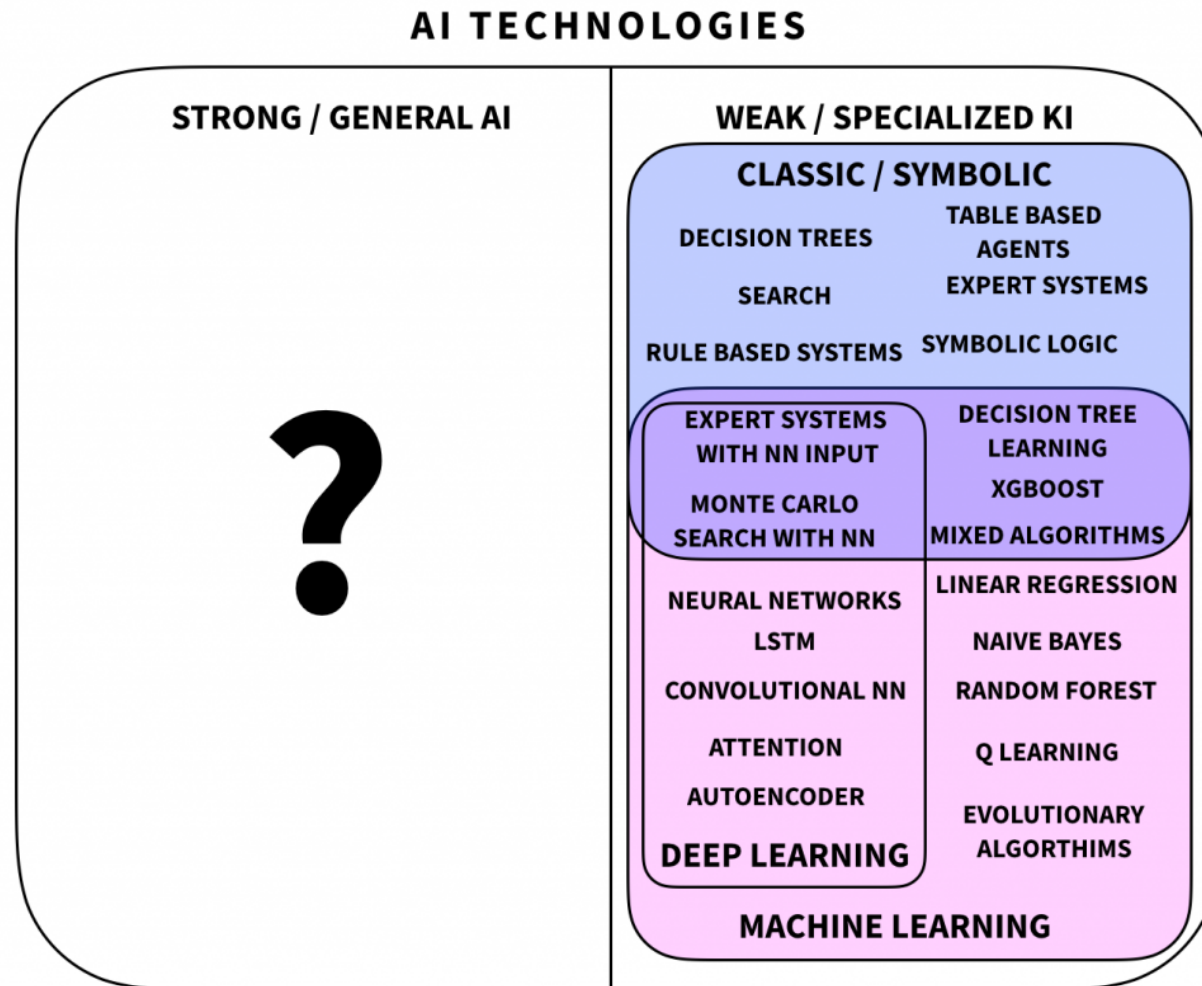 AI TECHNOLOGIES
STRONG / GENERAL AI
?
WEAK / SPECIALIZED KI
CLASSIC / SYMBOLIC
DECISION TREES
SEARCH
RULE BASED SYSTEMS
TABLE BASED
AGENTS
EXPERT SYSTEMS
SYMBOLIC LOGIC
EXPERT SYSTEMS
WITH NN INPUT
MONTE CARLO
SEARCH WITH NN
DECISION TREE
LEARNING
XGBOOST
MIXED ALGORITHMS
NEURAL NETWORKS
LSTM
CONVOLUTIONAL NN
ATTENTION
AUTOENCODER
DEEP LEARNING
LINEAR REGRESSION
NAIVE BAYES
RANDOM FOREST
Q LEARNING
EVOLUTIONARY
ALGORTHIMS
MACHINE LEARNING